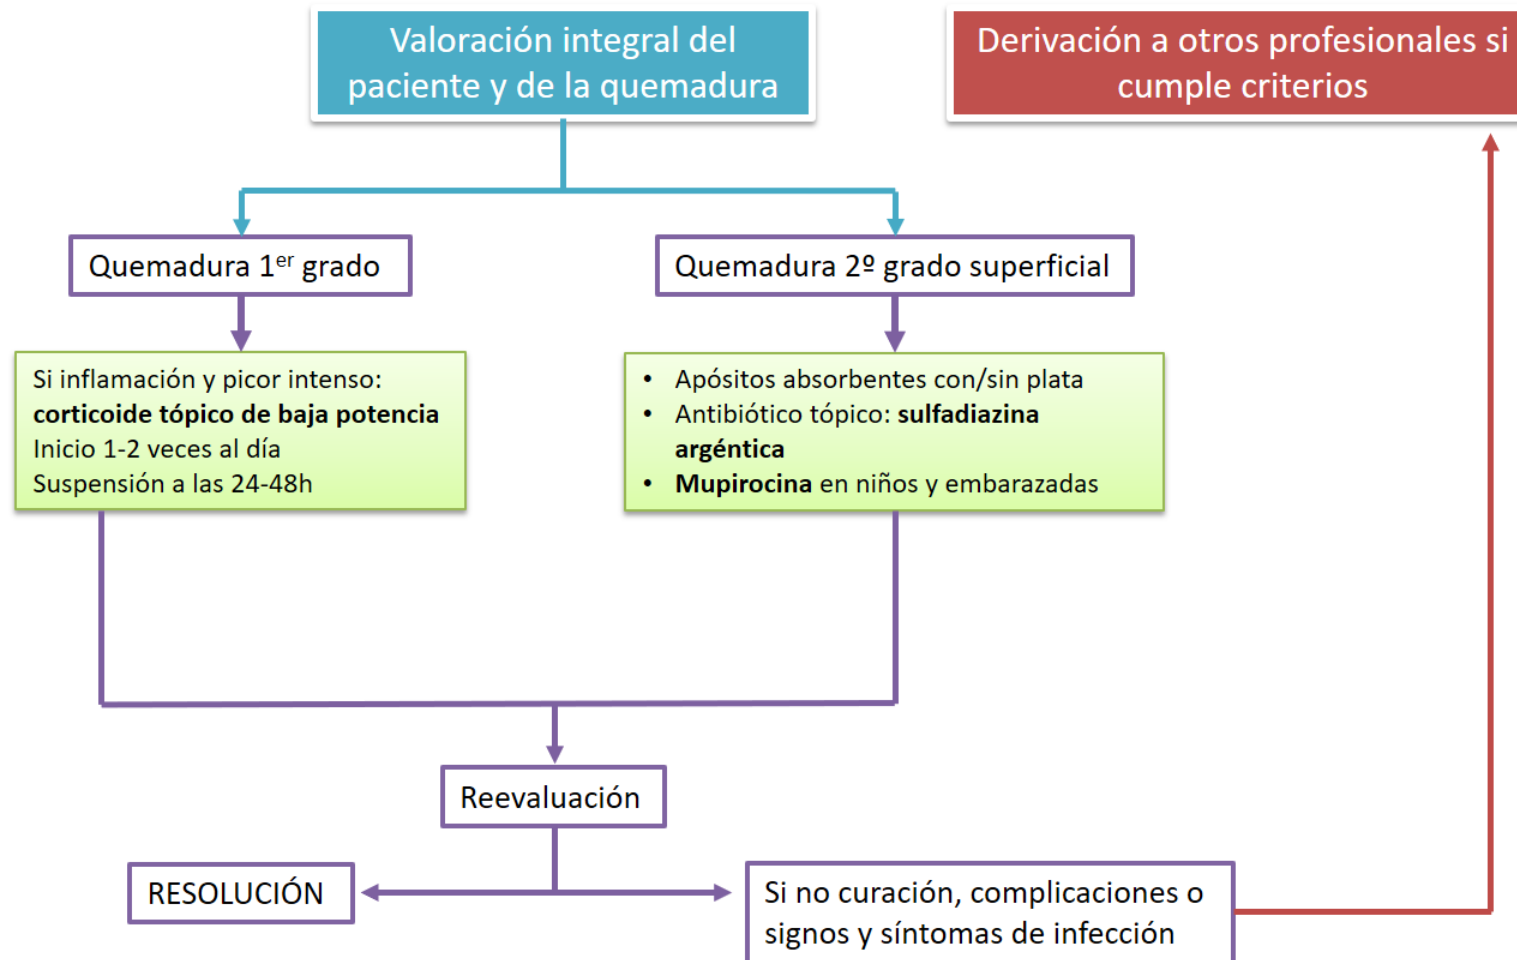 Valoración integral del
paciente y de la quemadura
Derivación a otros profesionales si
cumple criterios
Quemadura 1er grado
Quemadura 2º grado superficial
Si inflamación y picor intenso:
corticoide tópico de baja potencia
Inicio 1-2 veces al día
Suspensión a las 24-48h
• Apósitos absorbentes con/sin plata
• Antibiótico tópico: sulfadiazina
argéntica
• Mupirocina en niños y embarazadas
Reevaluación
RESOLUCIÓN
Si no curación, complicaciones o
signos y síntomas de infección